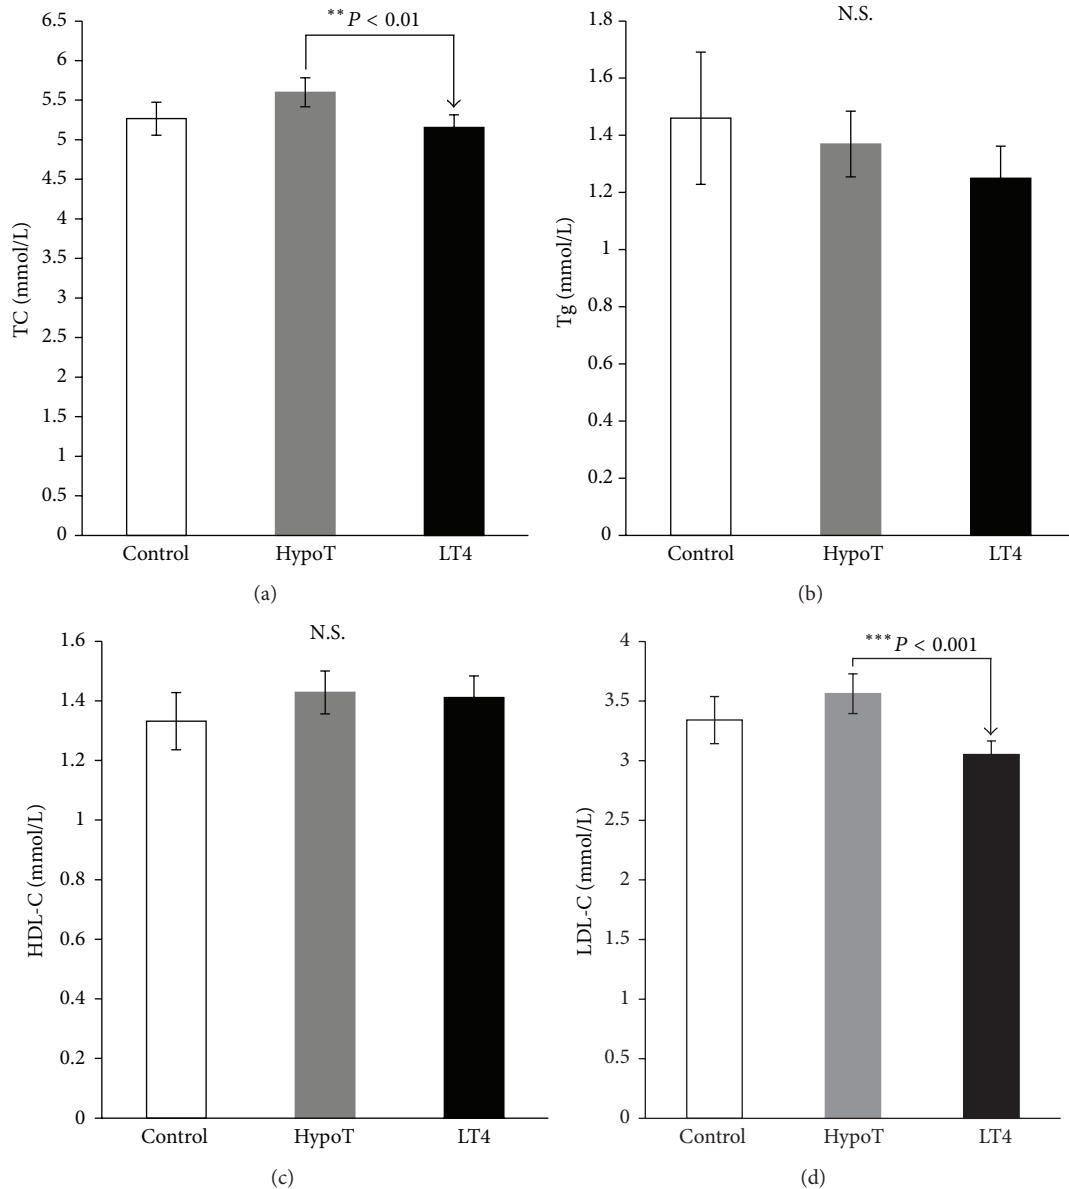 **P < 0.01
6.5
6
5.5
5
4.5
4
3.5
3
2.5
2
1.5
1
0.5
0
TC (mmol/L)
Control HypoT LT4
(a)
N.S.
1.8
1.6
1.4
1.2
1
0.8
0.6
0.4
0.2
0
Tg (mmol/L)
Control HypoT LT4
(b)
N.S.
1.6
1.4
1.2
1
0.8
0.6
0.4
0.2
0
HDL-C (mmol/L)
Control HypoT LT4
(c)
***P < 0.001
4
3.5
3
2.5
2
1.5
1
0.5
0
LDL-C (mmol/L)
Control HypoT LT4
(d)